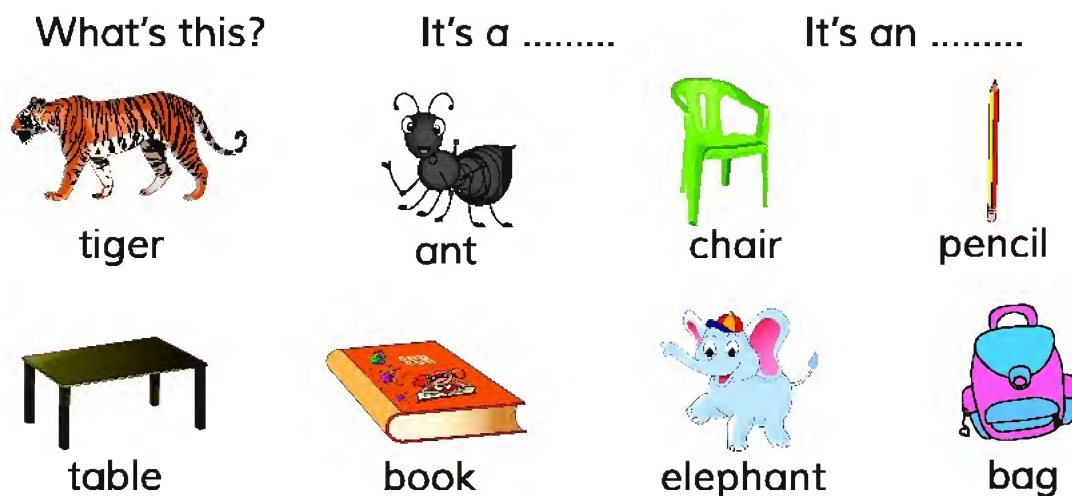 What's this? It's a ......... It's an .........
tiger ant chair pencil
table book elephant bag